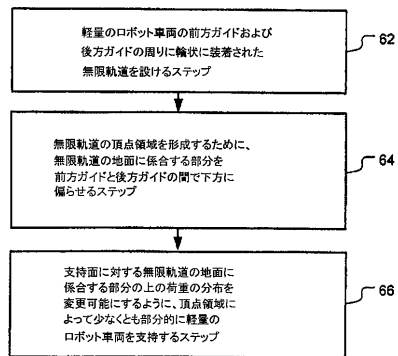 軽量のロボット車両の前方ガイドおよび
後方ガイドの周りに輪状に装着された
無限軌道を設けるステップ
62
無限軌道の頂点領域を形成するために、
無限軌道の地面に係合する部分を
前方ガイドと後方ガイドの間で下方に
偏らせるステップ
64
支持面に対する無限軌道の地面に
係合する部分の上の荷重の分布を
変更可能にするように、頂点領域に
よって少なくとも部分的に軽量の
ロボット車両を支持するステップ
66